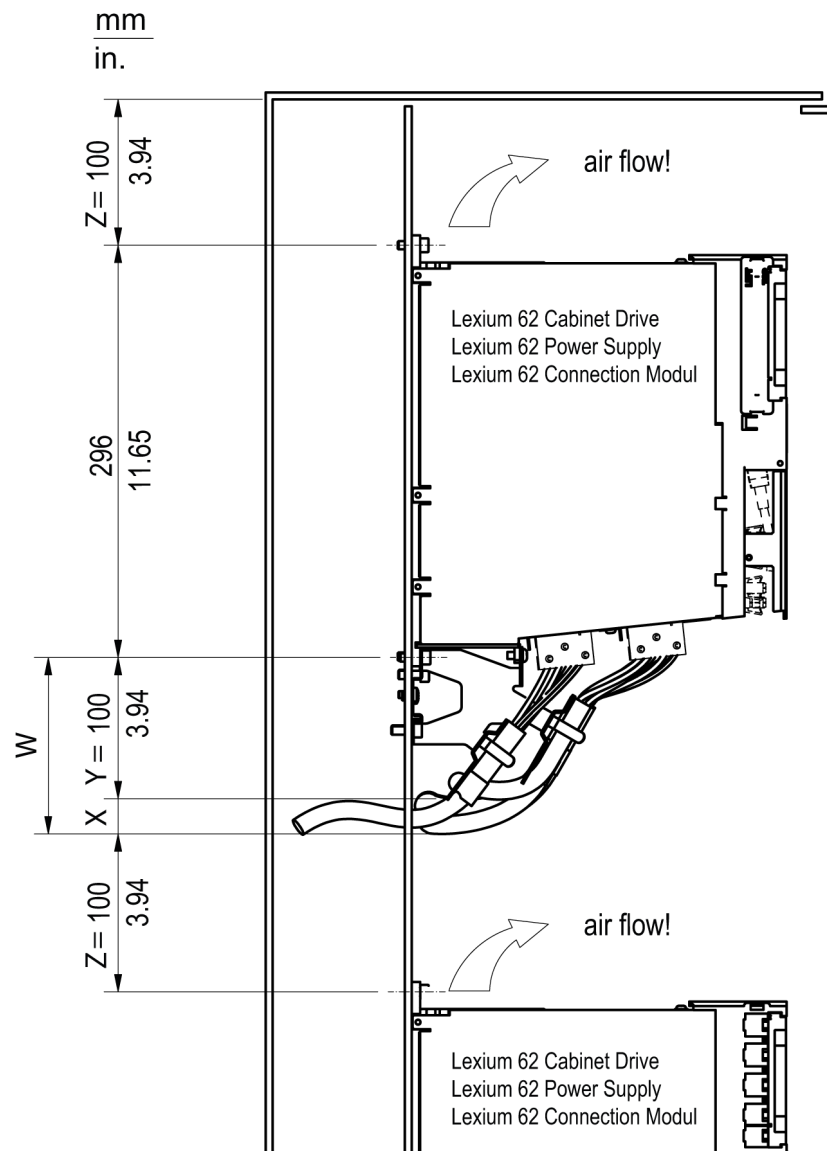 mm
in.
Z = 100
3.94
air flow!
Lexium 62 Cabinet Drive
Lexium 62 Power Supply
Lexium 62 Connection Modul
296
11.65
W
Y = 100
3.94
X
Z = 100
3.94
air flow!
Lexium 62 Cabinet Drive
Lexium 62 Power Supply
Lexium 62 Connection Modul